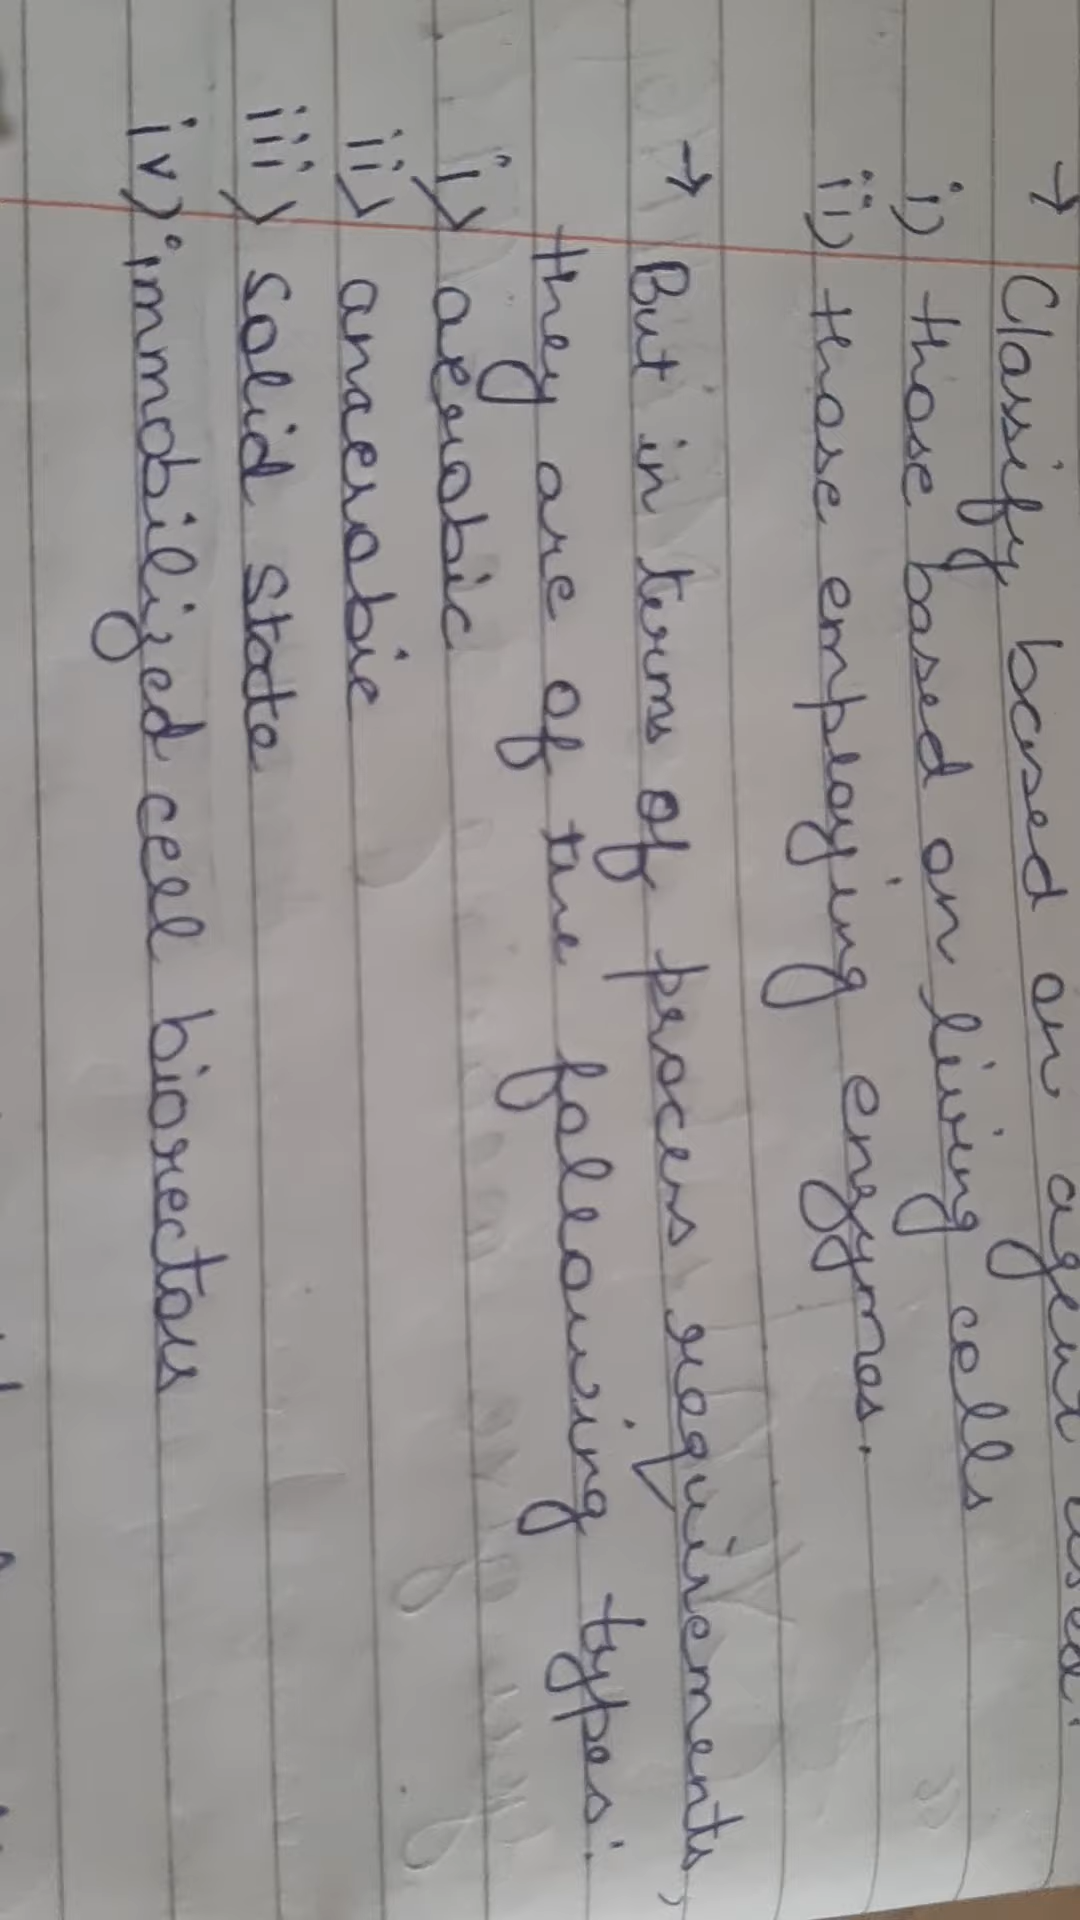 → Classify based on agent used:
i) those based on living cells
ii) those employing enzymes.
→ But in terms of process requirements,
they are of the following types:
i) aerobic
ii) anaerobic
iii) solid state
iv) immobilized cell biorectors